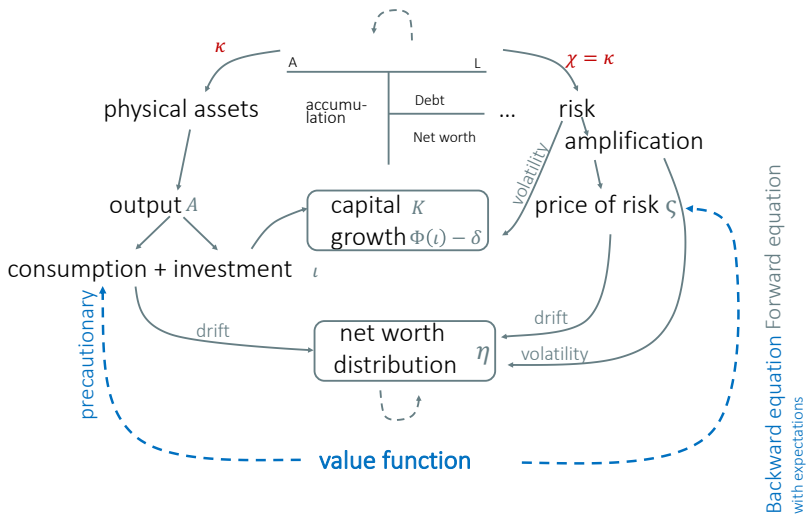 κ
χ = κ
A
L
physical assets
accumu-
lation
Debt
...
risk
Net worth
amplification
volatility
output A
capital K
growth Φ(ι) − δ
price of risk ς
consumption + investment ι
precautionary
drift
net worth
distribution η
drift
volatility
value function
Forward equation
Backward equation
with expectations